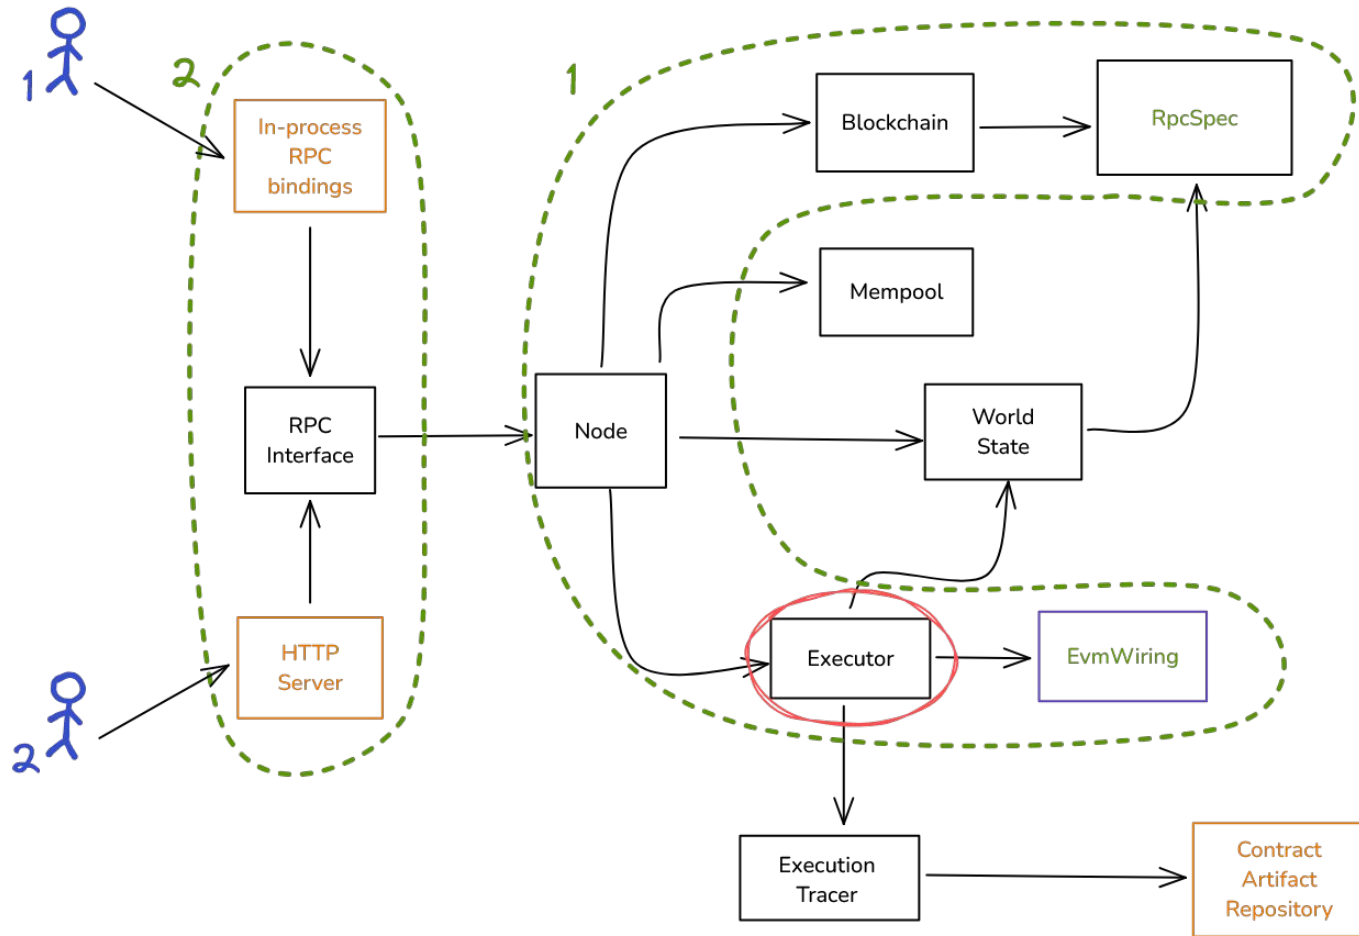 1
2
In-process
RPC
bindings
RPC
Interface
HTTP
Server
2
1
Blockchain
RpcSpec
Mempool
Node
World
State
Executor
EvmWiring
Execution
Tracer
Contract
Artifact
Repository